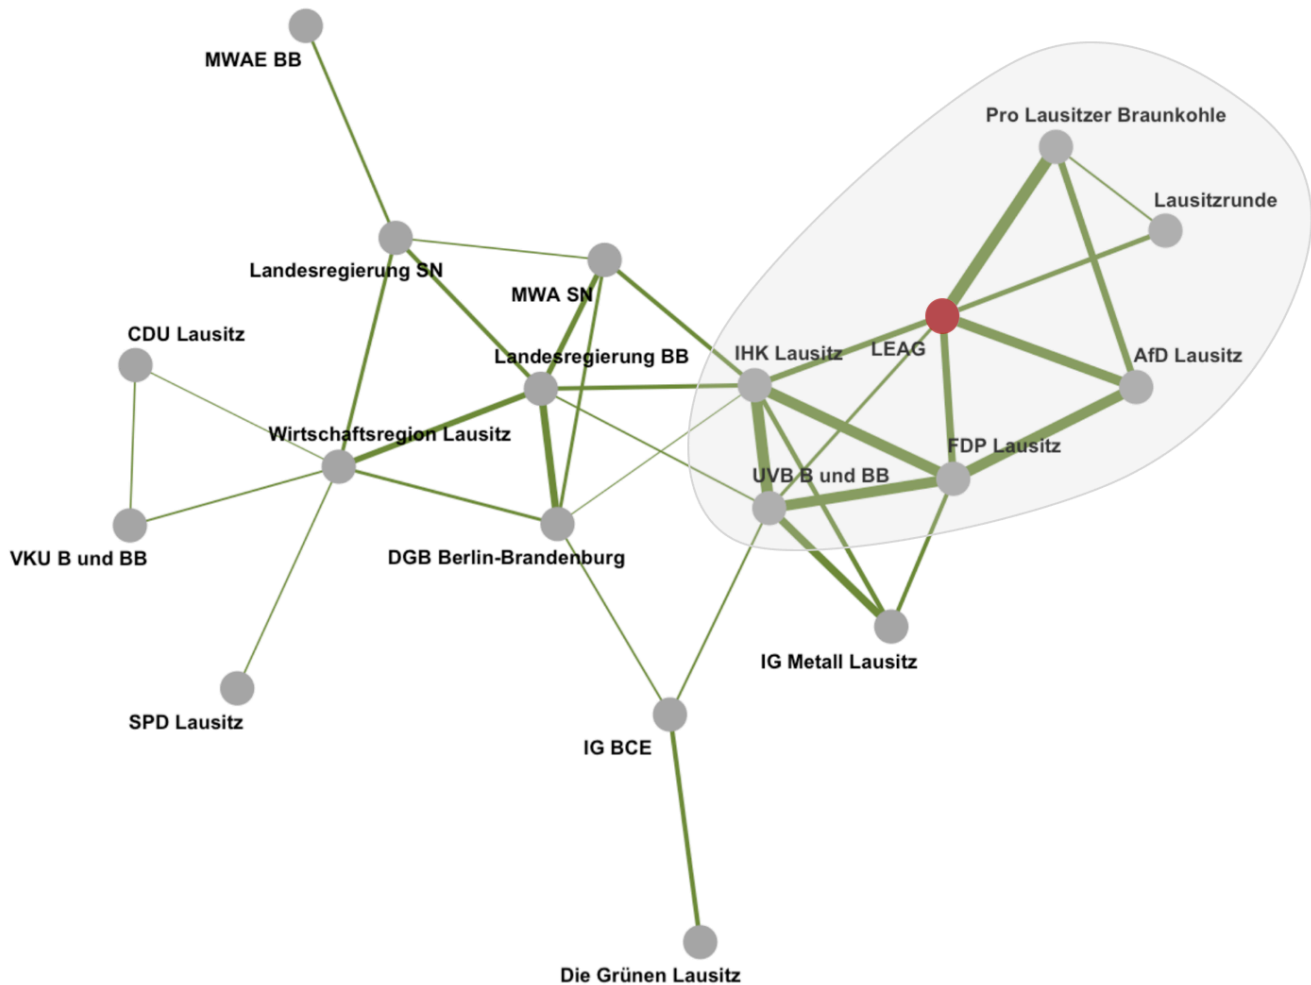 MWAE BB
Pro Lausitzer Braunkohle
Lausitzrunde
Landesregierung SN
MWA SN
CDU Lausitz
Landesregierung BB
IHK Lausitz
LEAG
AfD Lausitz
Wirtschaftsregion Lausitz
FDP Lausitz
UVB B und BB
VKU B und BB
DGB Berlin-Brandenburg
IG Metall Lausitz
SPD Lausitz
IG BCE
Die Grünen Lausitz